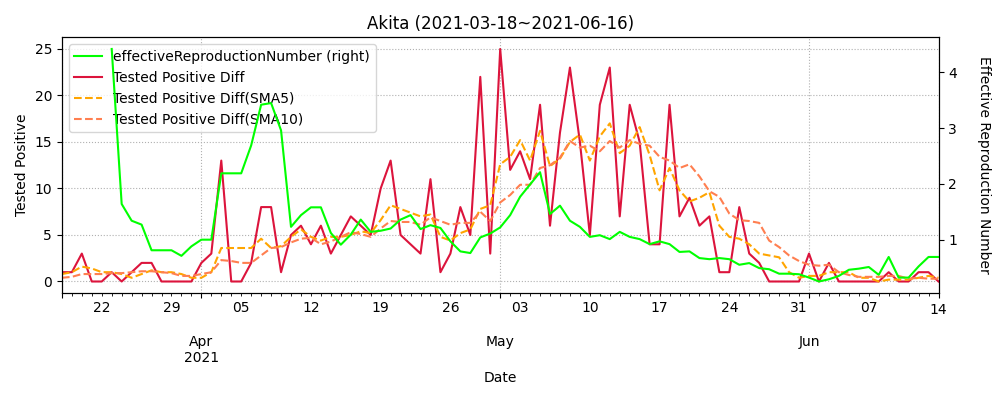 Akita (2021-03-18~2021-06-16)
effectiveReproductionNumber (right)
Tested Positive Diff
Tested Positive Diff(SMA5)
Tested Positive Diff(SMA10)
Tested Positive
25
20
15
10
5
0
4
3
2
1
Effective Reproduction Number
22 29 05 12 19 26 03 10 17 24 31 07 14
Apr May Jun
2021
Date